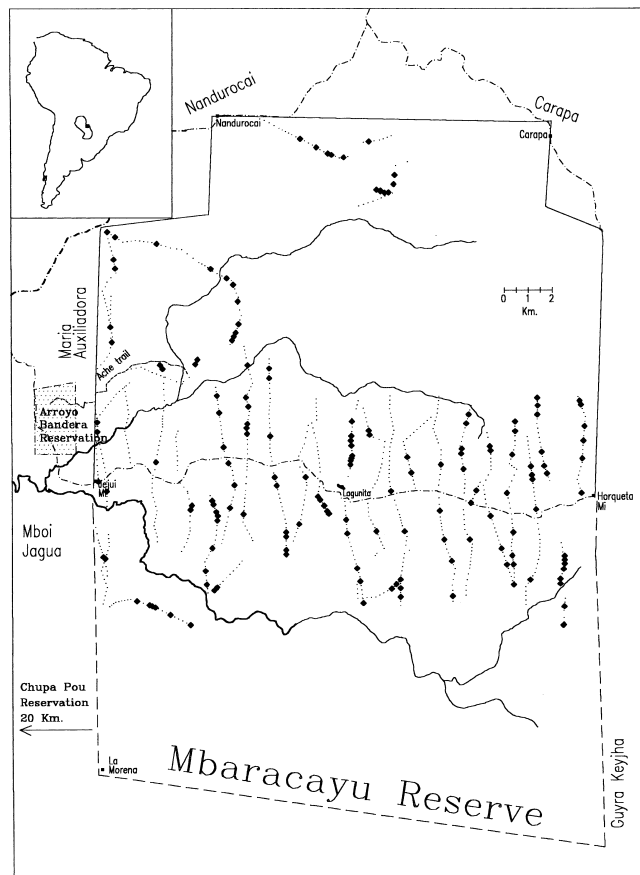 Nandurocai
Carapa
Nandurocai
Carapa
0 1 2
Km.
Maria
Auxiliadora
Ache trail
Arroyo
Bandera
Reservation
Jejui
Mi
Lagunita
Horqueta
Mi
Mboi
Jagua
Chupa Pou
Reservation
20 Km.
La
Morena
Mbaracayu Reserve
Guyra Keyjha